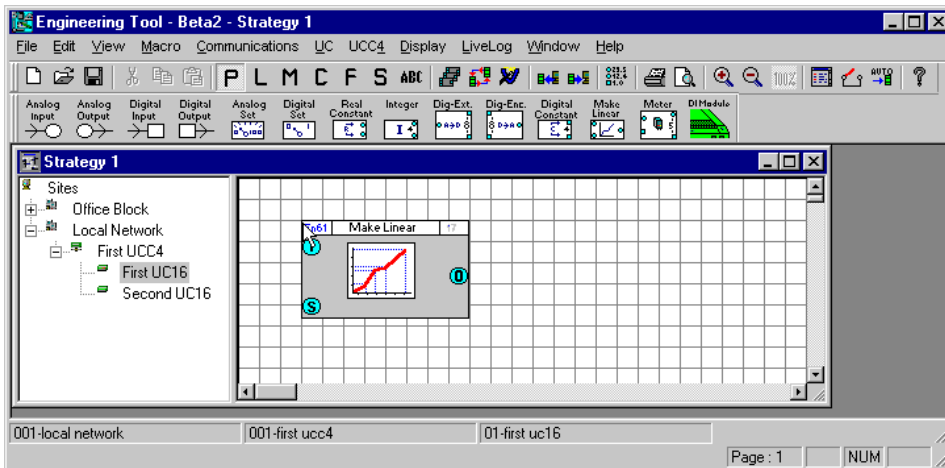 Engineering Tool - Beta2 - Strategy 1
File Edit View Macro Communications UC UCC4 Display LiveLog Window Help
P L M C F S ABC 100% AUTO ?
Analog Input
Analog Output
Digital Input
Digital Output
Analog Set
Digital Set
Real Constant
Integer
Dig-Ext.
Dig-Enc.
Digital Constant
Make Linear
Meter
DI Module
Strategy 1
Sites
Office Block
Local Network
First UCC4
First UC16
Second UC16
Make Linear 17
S
O
001-local network 001-first ucc4 01-first uc16
Page : 1 NUM